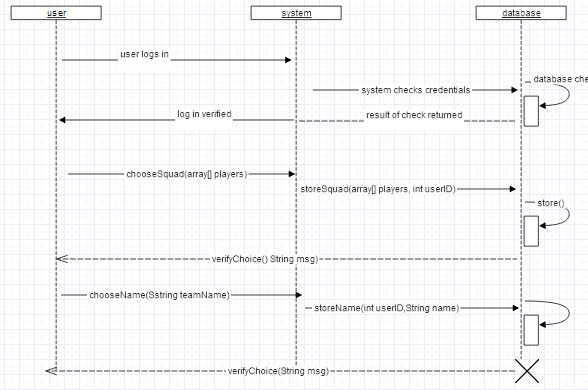 user
system
database
user logs in
database che
system checks credentials
log in verified
result of check returned
chooseSquad(array[] players)
storeSquad(array[] players, int userID)
store()
verifyChoice() String msg)
chooseName(Sstring teamName)
storeName(int userID,String name)
verifyChoice(String msg)